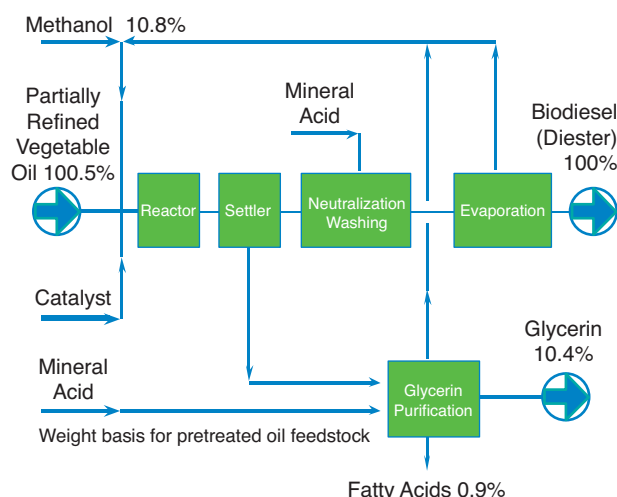 Methanol 10.8%
Partially
Refined
Vegetable
Oil 100.5%
Mineral
Acid
Biodiesel
(Diester)
100%
Reactor
Settler
Neutralization
Washing
Evaporation
Catalyst
Glycerin
10.4%
Mineral
Acid
Glycerin
Purification
Weight basis for pretreated oil feedstock
Fatty Acids 0.9%